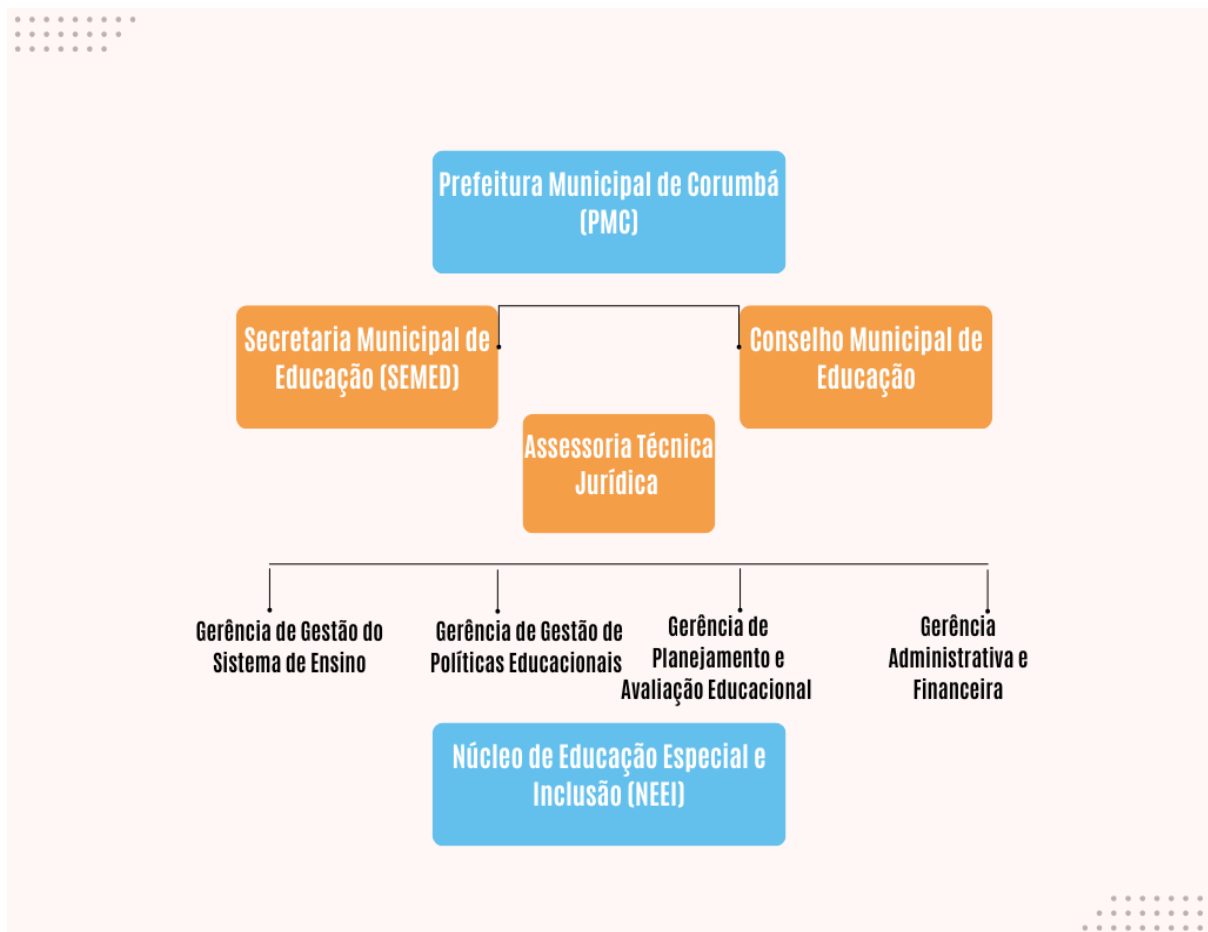 Prefeitura Municipal de Corumbá
(PMC)
Secretaria Municipal de
Educação (SEMED)
Conselho Municipal de
Educação
Assessoria Técnica
Jurídica
Gerência de Gestão do
Sistema de Ensino
Gerência de Gestão de
Políticas Educacionais
Gerência de
Planejamento e
Avaliação Educacional
Gerência
Administrativa e
Financeira
Núcleo de Educação Especial e
Inclusão (NEEI)